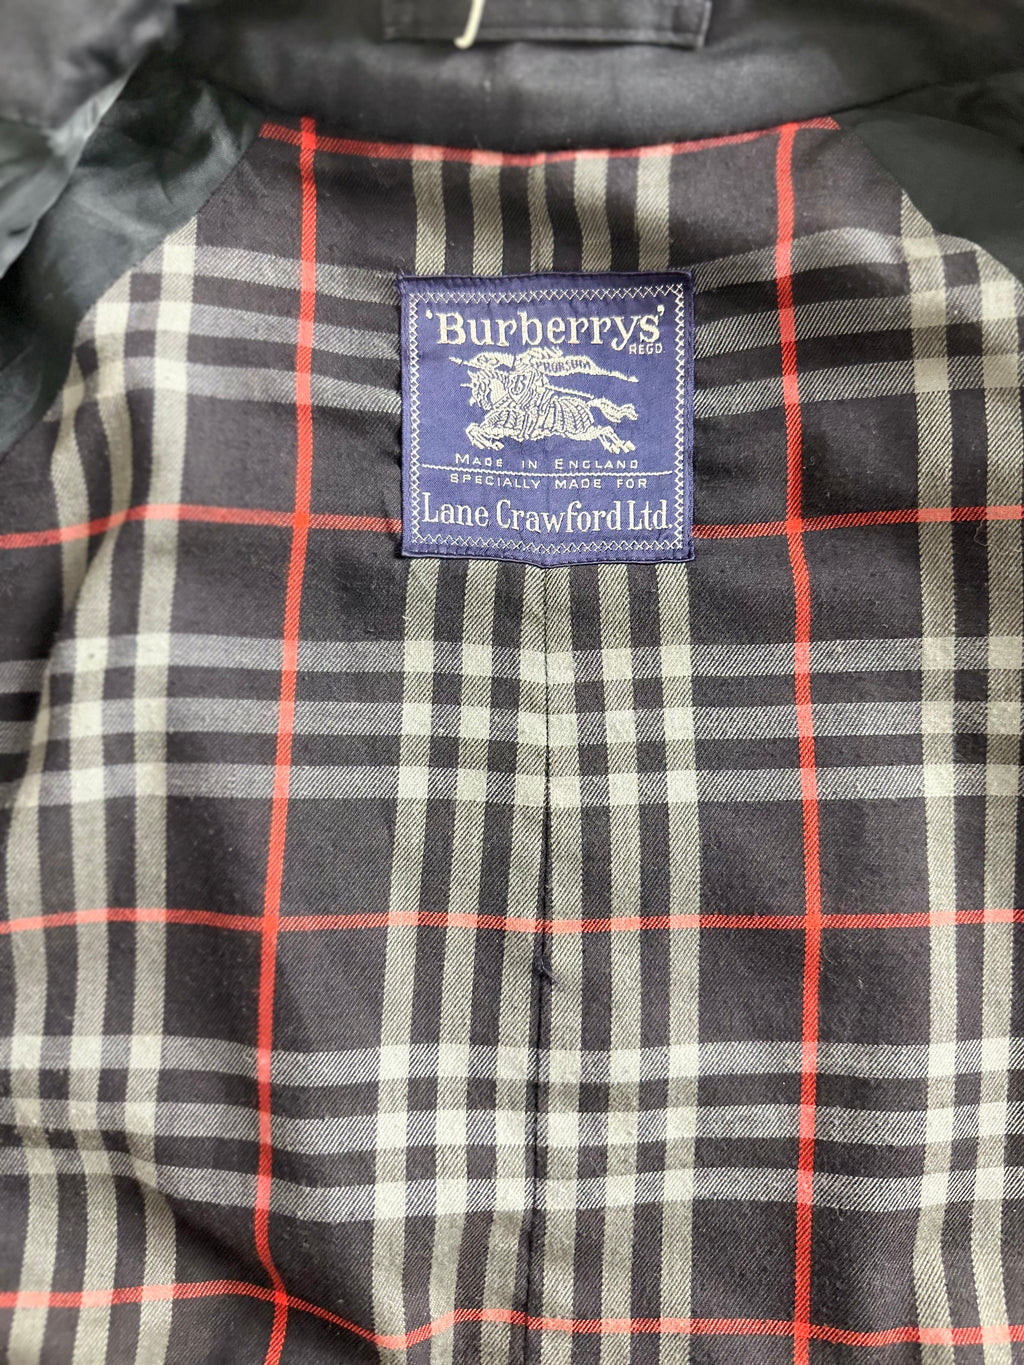 'Burberrys'
REGD.
PRORSUM
B
B
MADE IN ENGLAND
SPECIALLY MADE FOR
Lane Crawford Ltd.